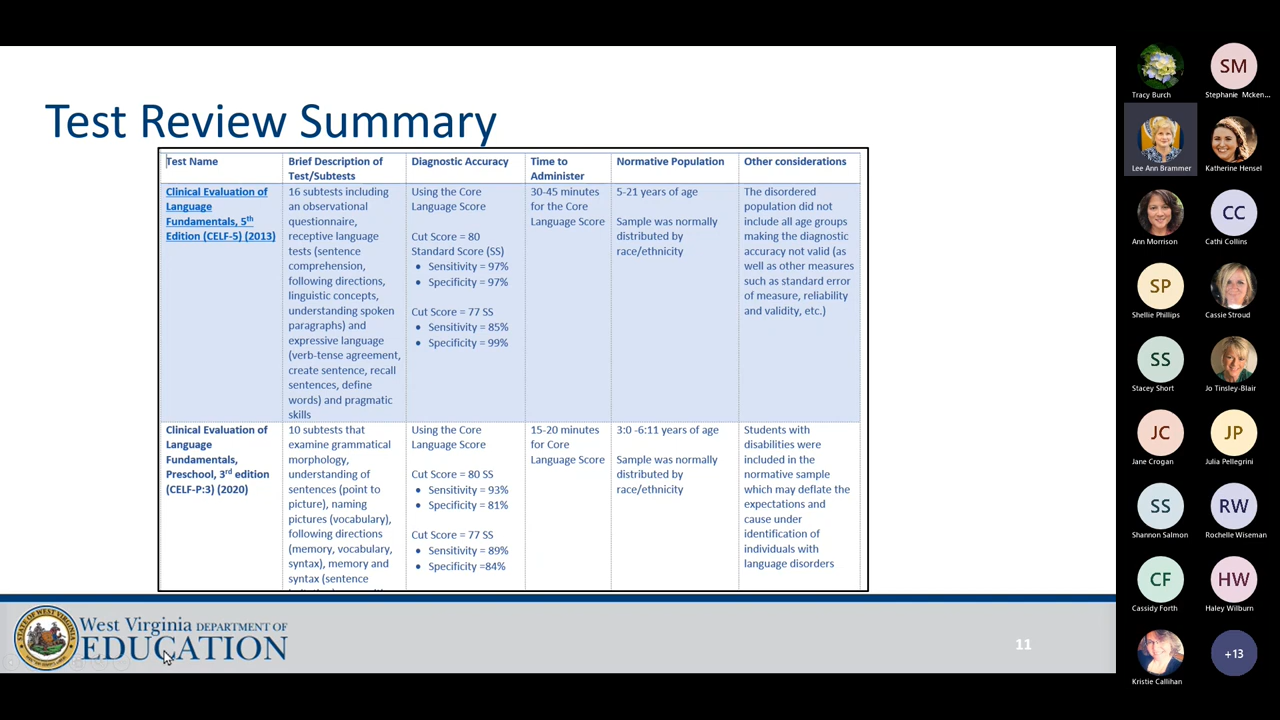 Test Review Summary
Test Name
Brief Description of
Test/Subtests
Diagnostic Accuracy
Time to
Administer
Normative Population
Other considerations
Clinical Evaluation of
Language
Fundamentals, 5th
Edition (CELF-5) (2013)
16 subtests including
an observational
questionnaire,
receptive language
tests (sentence
comprehension,
following directions,
linguistic concepts,
understanding spoken
paragraphs) and
expressive language
(verb-tense agreement,
create sentence, recall
sentences, define
words) and pragmatic
skills
Using the Core
Language Score
Cut Score = 80
Standard Score (SS)
• Sensitivity = 97%
• Specificity = 97%
Cut Score = 77 SS
• Sensitivity = 85%
• Specificity = 99%
30-45 minutes
for the Core
Language Score
5-21 years of age
Sample was normally
distributed by
race/ethnicity
The disordered
population did not
include all age groups
making the diagnostic
accuracy not valid (as
well as other measures
such as standard error
of measure, reliability
and validity, etc.)
Clinical Evaluation of
Language
Fundamentals,
Preschool, 3rd edition
(CELF-P:3) (2020)
10 subtests that
examine grammatical
morphology,
understanding of
sentences (point to
picture), naming
pictures (vocabulary),
following directions
(memory, vocabulary,
syntax), memory and
syntax (sentence
Using the Core
Language Score
Cut Score = 80 SS
• Sensitivity = 93%
• Specificity = 81%
Cut Score = 77 SS
• Sensitivity = 89%
• Specificity =84%
15-20 minutes
for Core
Language Score
3:0 -6:11 years of age
Sample was normally
distributed by
race/ethnicity
Students with
disabilities were
included in the
normative sample
which may deflate the
expectations and
cause under
identification of
individuals with
language disorders
West Virginia DEPARTMENT OF
EDUCATION
11
Tracy Burch
SM
Stephanie Mcken...
Lee Ann Brammer
Katherine Hensel
Ann Morrison
CC
Cathi Collins
SP
Shellie Phillips
Cassie Stroud
SS
Stacey Short
Jo Tinsley-Blair
JC
Jane Crogan
JP
Julia Pellegrini
SS
Shannon Salmon
RW
Rochelle Wiseman
CF
Cassidy Forth
HW
Haley Wilburn
Kristie Callihan
+13